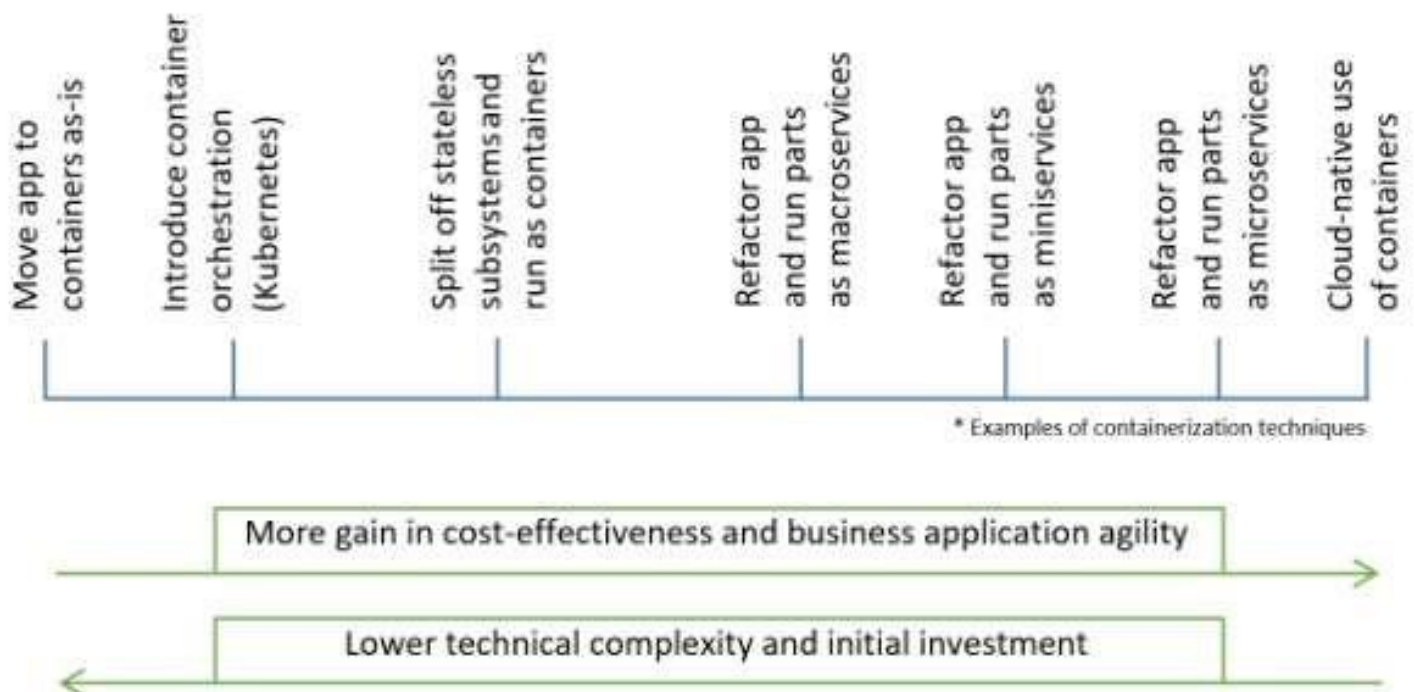 Move app to
containers as-is
Introduce container
orchestration
(Kubernetes)
Split off stateless
subsystems and
run as containers
Refactor app
and run parts
as macroservices
Refactor app
and run parts
as miniservices
Refactor app
and run parts
as microservices
Cloud-native use
of containers
* Examples of containerization techniques
More gain in cost-effectiveness and business application agility
Lower technical complexity and initial investment